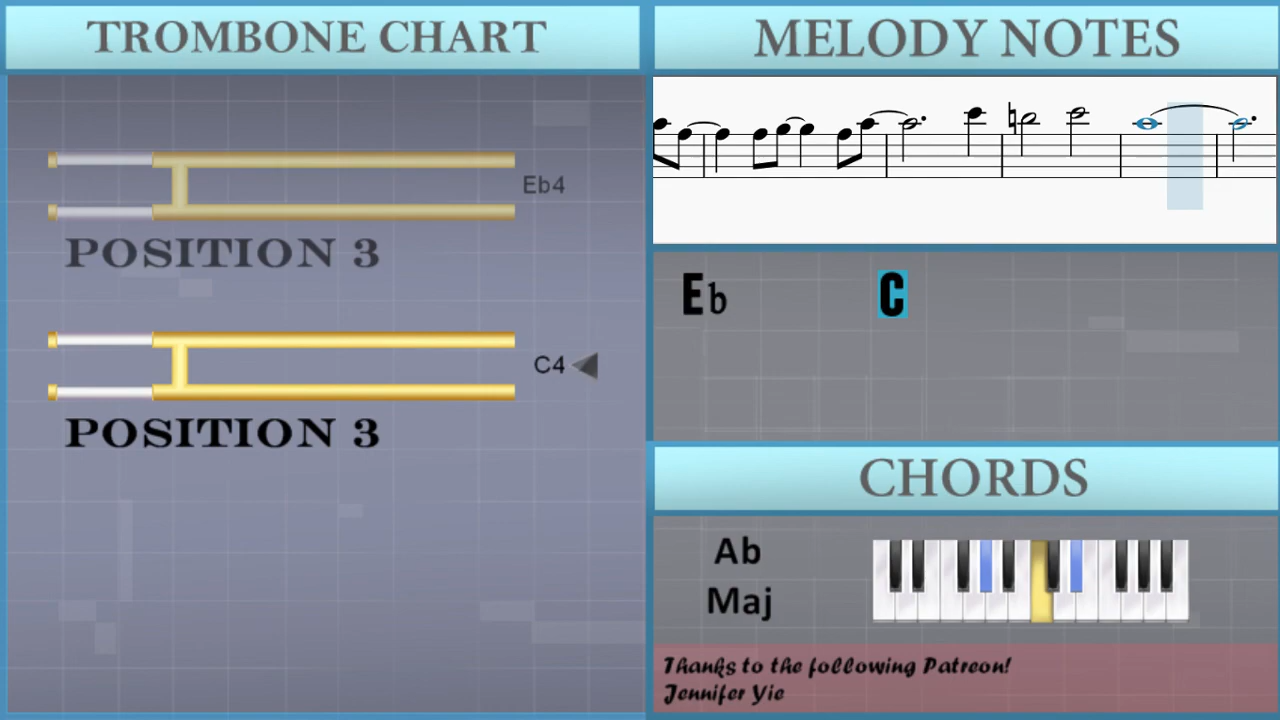 TROMBONE CHART
Eb4
POSITION 3
C4
POSITION 3
MELODY NOTES
Eb C
CHORDS
Ab
Maj
Thanks to the following Patreon!
Jennifer Yie